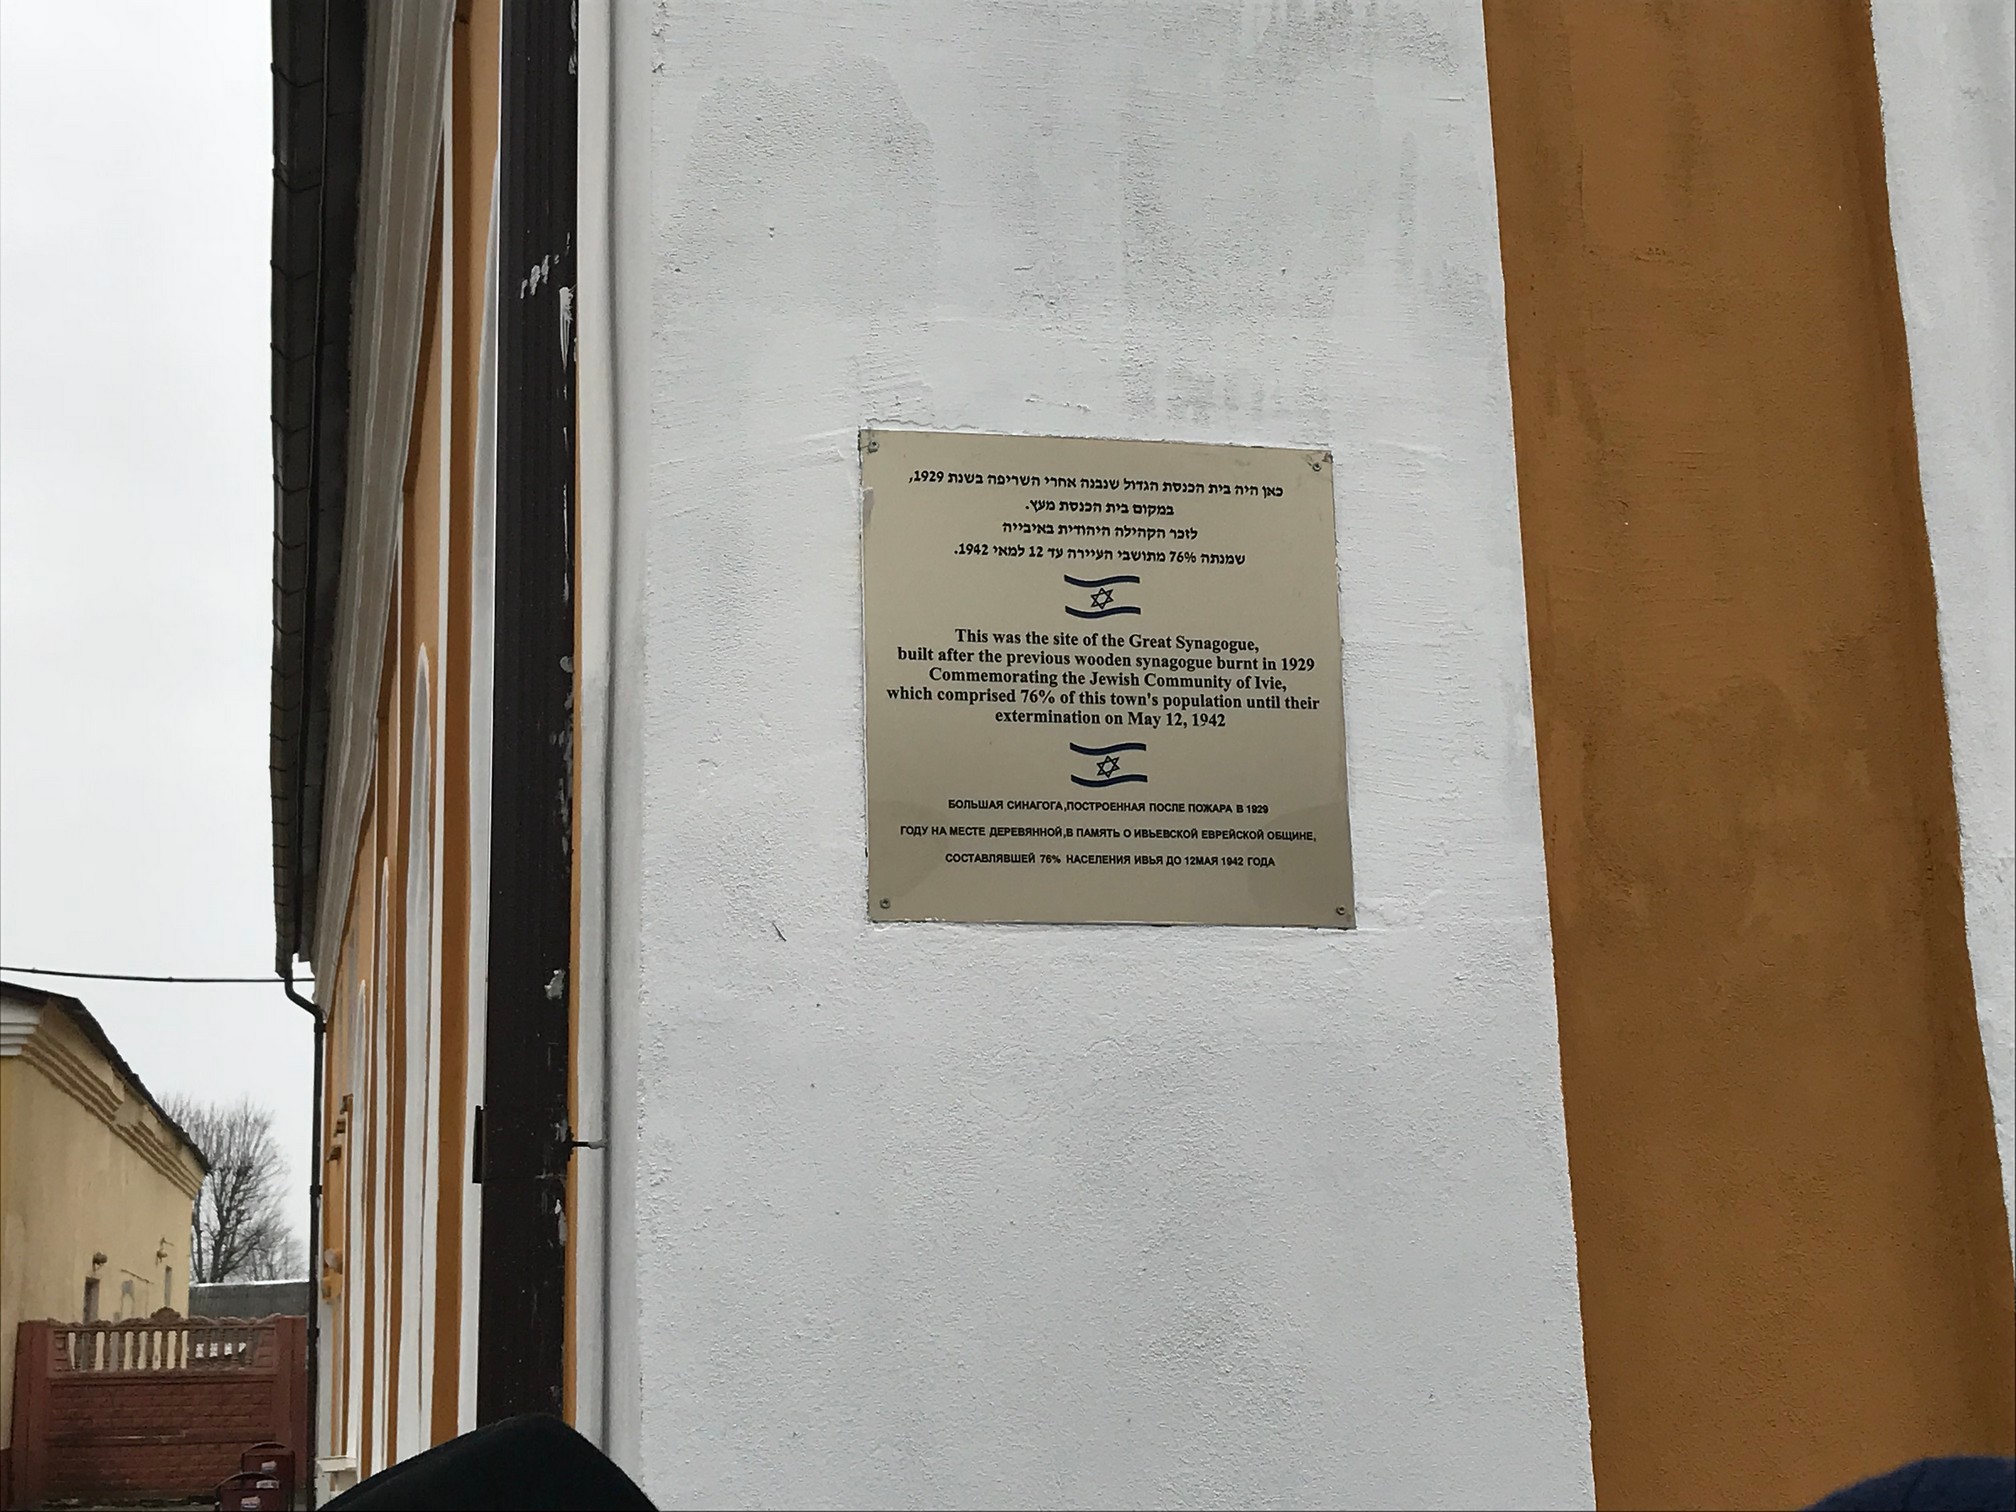 כאן היה בית הכנסת הגדול שנבנה אחרי השריפה בשנת 1929,
במקום בית הכנסת מעץ.
לזכר הקהילה היהודית באיבייה
שמנתה 76% מתושבי העיירה עד 12 למאי 1942.
This was the site of the Great Synagogue,
built after the previous wooden synagogue burnt in 1929
Commemorating the Jewish Community of Ivie,
which comprised 76% of this town's population until their
extermination on May 12, 1942
БОЛЬШАЯ СИНАГОГА,ПОСТРОЕННАЯ ПОСЛЕ ПОЖАРА В 1929
ГОДУ НА МЕСТЕ ДЕРЕВЯННОЙ,В ПАМЯТЬ О ИВЬЕВСКОЙ ЕВРЕЙСКОЙ ОБЩИНЕ,
СОСТАВЛЯВШЕЙ 76% НАСЕЛЕНИЯ ИВЬЯ ДО 12МАЯ 1942 ГОДА